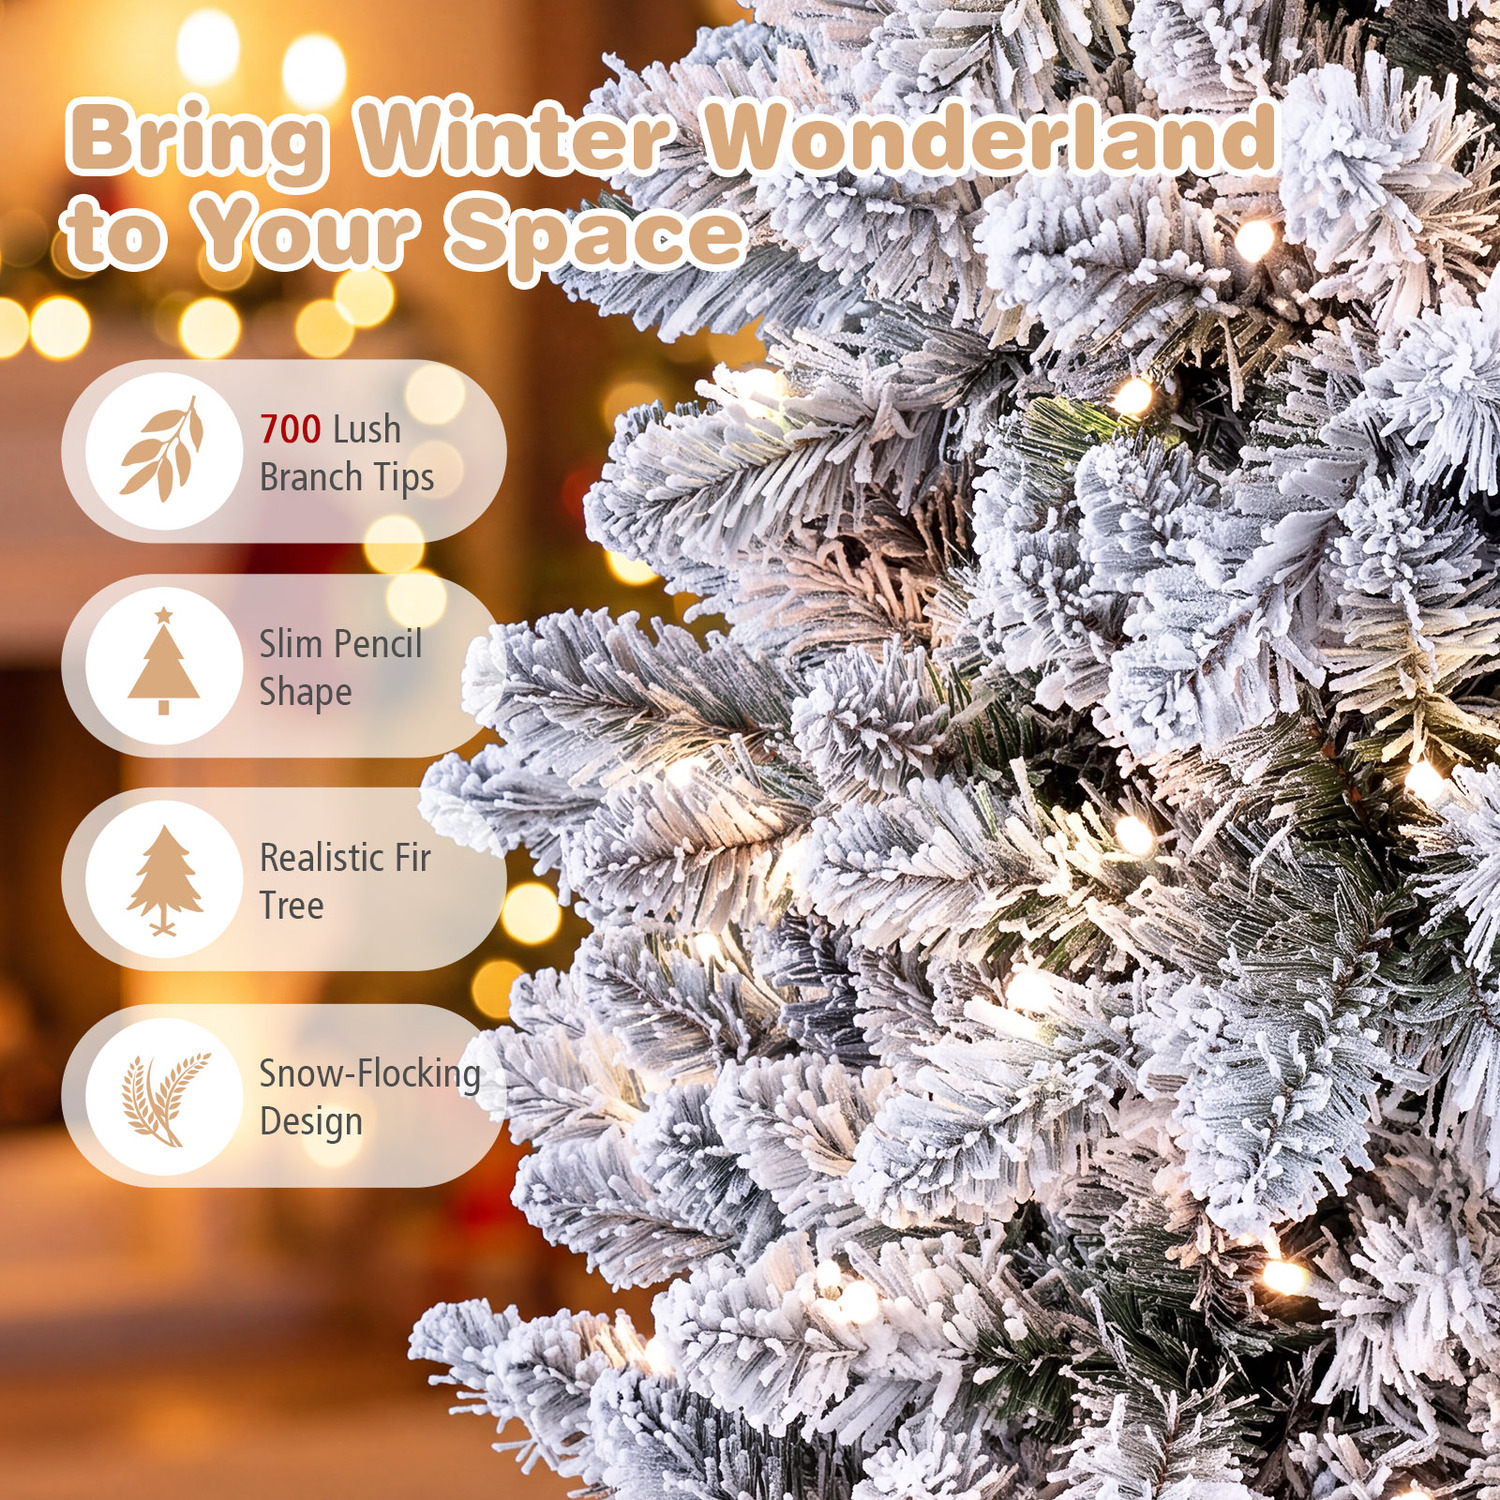 Bring Winter Wonderland
to Your Space
700 Lush
Branch Tips
Slim Pencil
Shape
Realistic Fir
Tree
Snow-Flocking
Design